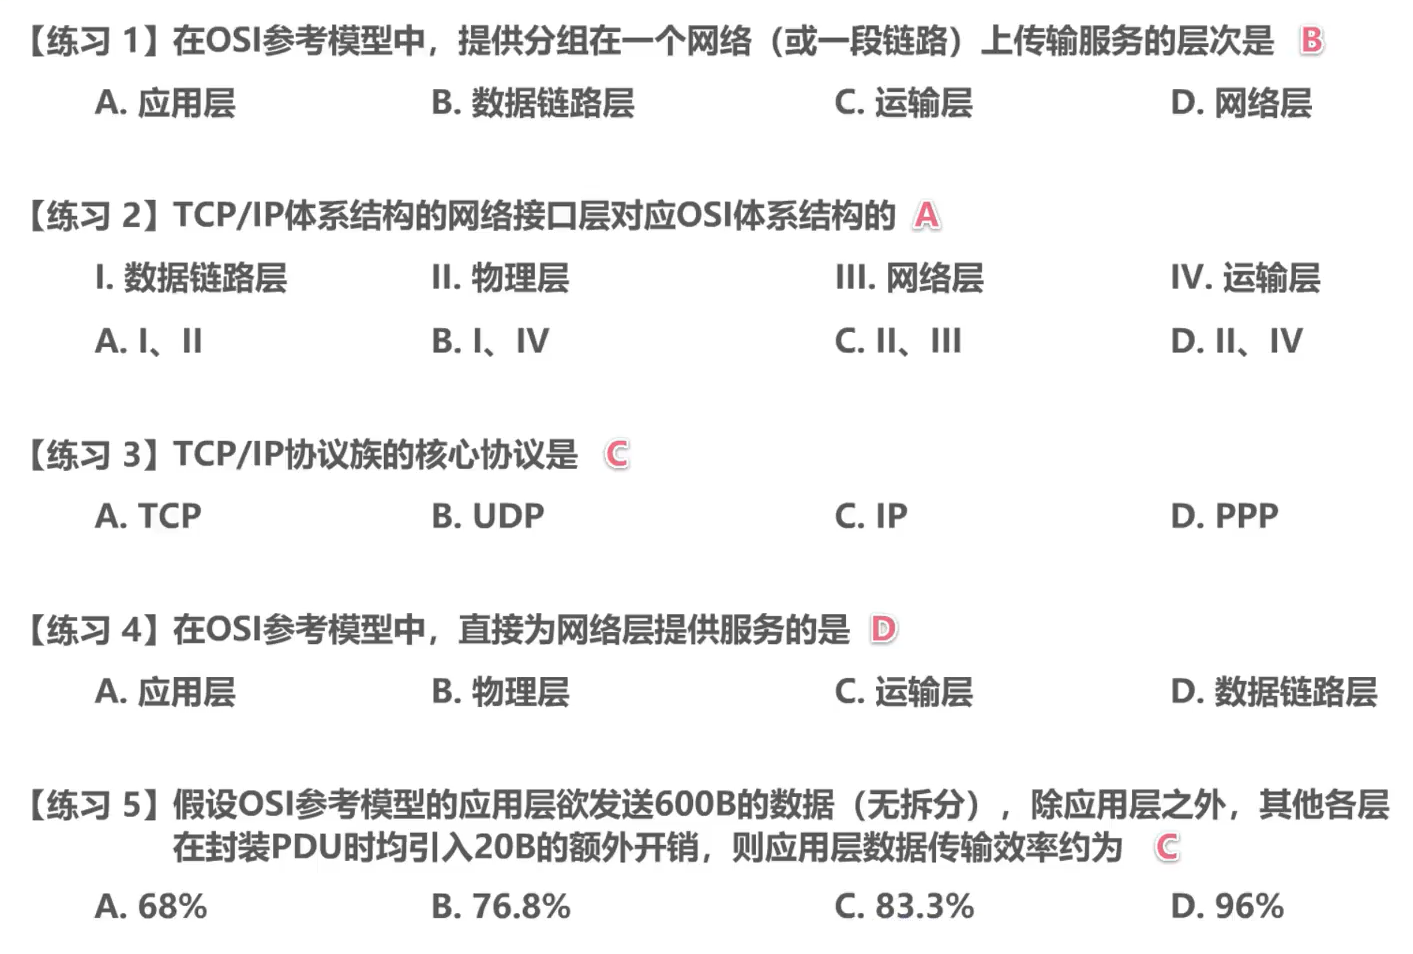 【练习 1】在OSI参考模型中，提供分组在一个网络（或一段链路）上传输服务的层次是 B
A. 应用层 B. 数据链路层 C. 运输层 D. 网络层
【练习 2】TCP/IP体系结构的网络接口层对应OSI体系结构的 A
I. 数据链路层 II. 物理层 III. 网络层 IV. 运输层
A. I、II B. I、IV C. II、III D. II、IV
【练习 3】TCP/IP协议族的核心协议是 C
A. TCP B. UDP C. IP D. PPP
【练习 4】在OSI参考模型中，直接为网络层提供服务的是 D
A. 应用层 B. 物理层 C. 运输层 D. 数据链路层
【练习 5】假设OSI参考模型的应用层欲发送600B的数据（无拆分），除应用层之外，其他各层
在封装PDU时均引入20B的额外开销，则应用层数据传输效率约为 C
A. 68% B. 76.8% C. 83.3% D. 96%